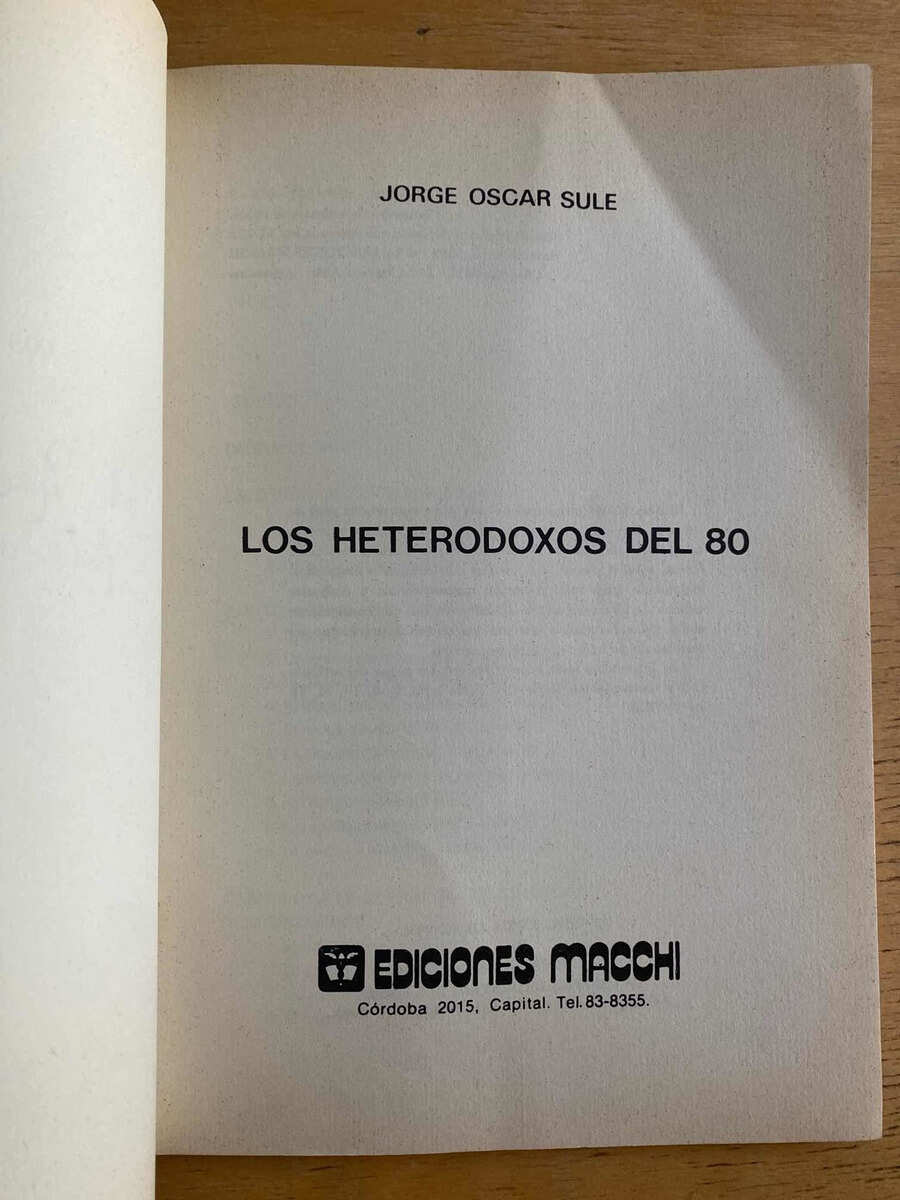 JORGE OSCAR SULE
LOS HETERODOXOS DEL 80
EDICIONES MACCHI
Córdoba 2015, Capital. Tel. 83-8355.